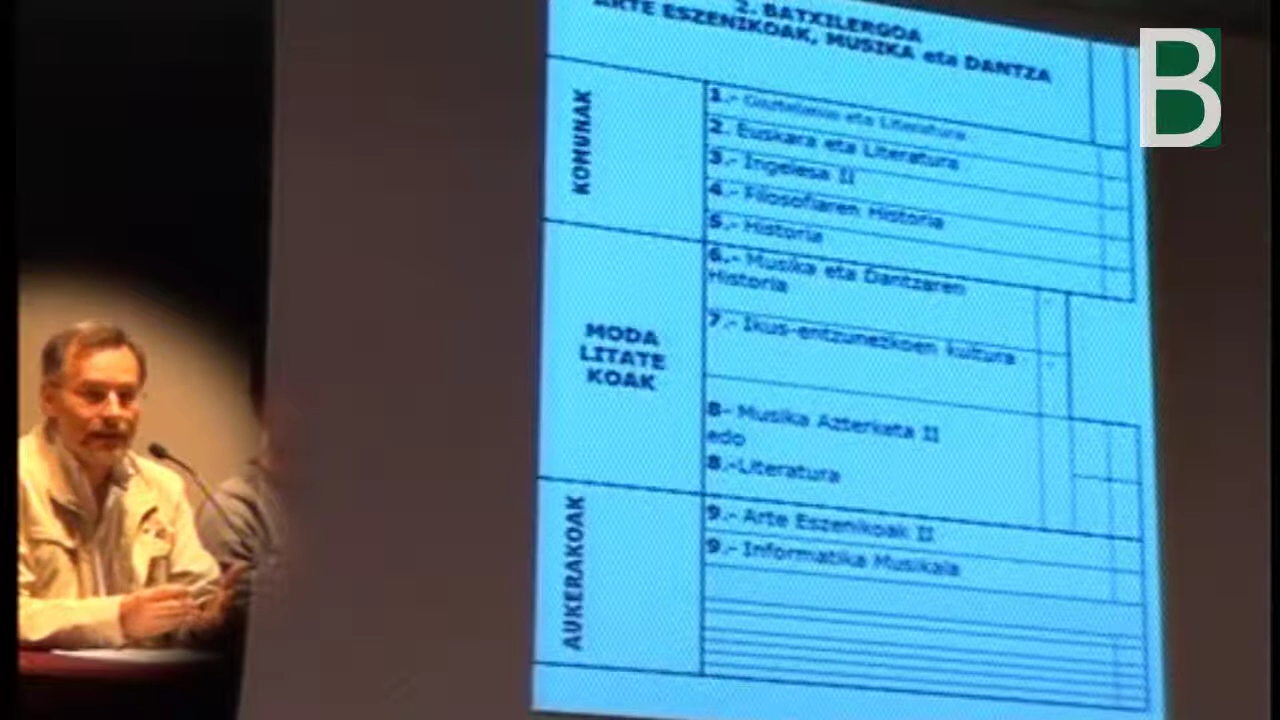 B
2. BATXILERGOA
ARTE ESZENIKOAK, MUSIKA eta DANTZA
KOMUNAK
1.- Gaztelania eta Literatura
2. Euskara eta Literatura
3.- Ingelesa II
4.- Filosofiaren Historia
5.- Historia
MODA
LITATE
KOAK
6.- Musika eta Dantzaren
Historia
7.- Ikus-entzunezkoen kultura
8- Musika Azterketa II
edo
8.-Literatura
AUKERAKOAK
9.- Arte Eszenikoak II
9.- Informatika Musikala